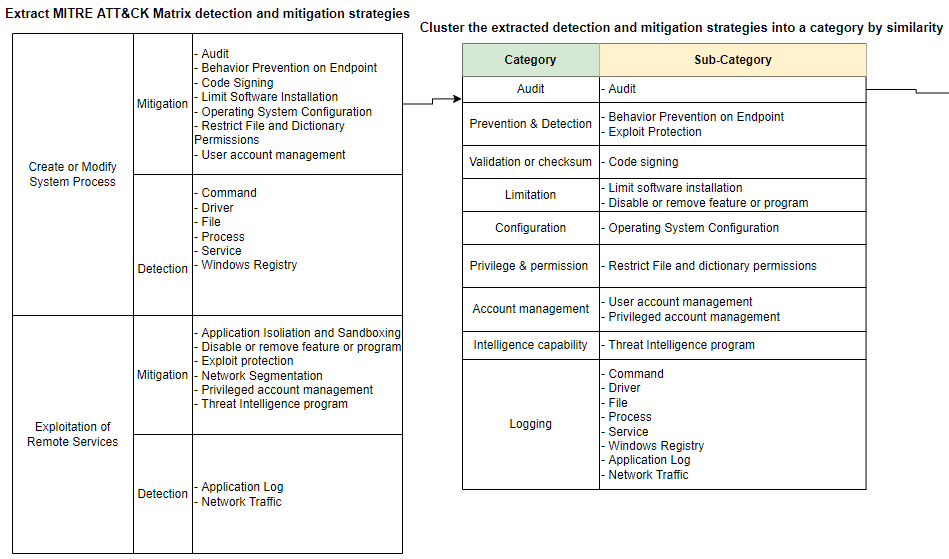 Extract MITRE ATT&CK Matrix detection and mitigation strategies
Create or Modify
System Process
Mitigation
- Audit
- Behavior Prevention on Endpoint
- Code Signing
- Limit Software Installation
- Operating System Configuration
- Restrict File and Dictionary
Permissions
- User account management
Detection
- Command
- Driver
- File
- Process
- Service
- Windows Registry
Exploitation of
Remote Services
Mitigation
- Application Isoliation and Sandboxing
- Disable or remove feature or program
- Exploit protection
- Network Segmentation
- Privileged account management
- Threat Intelligence program
Detection
- Application Log
- Network Traffic
Cluster the extracted detection and mitigation strategies into a category by similarity
Category
Sub-Category
Audit
- Audit
Prevention & Detection
- Behavior Prevention on Endpoint
- Exploit Protection
Validation or checksum
- Code signing
Limitation
- Limit software installation
- Disable or remove feature or program
Configuration
- Operating System Configuration
Privilege & permission
- Restrict File and dictionary permissions
Account management
- User account management
- Privileged account management
Intelligence capability
- Threat Intelligence program
Logging
- Command
- Driver
- File
- Process
- Service
- Windows Registry
- Application Log
- Network Traffic